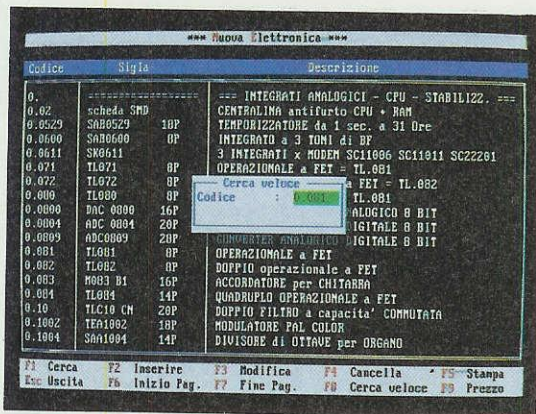 *** Nuova Elettronica ***
Codice Sigla Descrizione
0. ================== === INTEGRATI ANALOGICI - CPU - STABILIZZ. ===
0.02 scheda SMD CENTRALINA antifurto CPU + RAM
0.0529 SAB0529 18P TEMPORIZZATORE da 1 sec. a 31 Ore
0.0600 SAB0600 8P INTEGRATO a 3 TONI di BF
0.0611 SK0611 3 INTEGRATI x MODEM SC11006 SC11011 SC22201
0.071 TL071 8P OPERAZIONALE a FET = TL.081
0.072 TL072 8P a FET = TL.082
0.080 TL080 8P TL.081
0.0800 DAC 0800 16P ALOGICO 8 BIT
0.0804 ADC 0804 20P IGITALE 8 BIT
0.0809 ADC0809 28P CONVERTER ANALOGICO DIGITALE 8 BIT
Cerca veloce
Codice : 0.081
0.081 TL081 8P OPERAZIONALE a FET
0.082 TL082 8P DOPPIO operazionale a FET
0.083 M083 B1 16P ACCORDATORE per CHITARRA
0.084 TL084 14P QUADRUPLO OPERAZIONALE a FET
0.10 TLC10 CN 20P DOPPIO FILTRO a capacita' COMMUTATA
0.1002 TEA1002 18P MODULATORE PAL COLOR
0.1004 SAA1004 14P DIVISORE di OTTAVE per ORGANO
F1 Cerca F2 Inserire F3 Modifica F4 Cancella F5 Stampa
Esc Uscita F6 Inizio Pag. F7 Fine Pag. F8 Cerca veloce F9 Prezzo